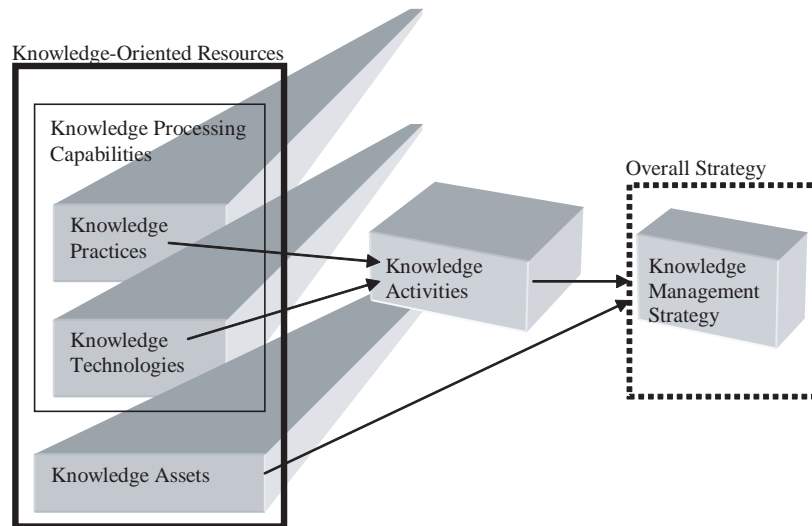 Knowledge-Oriented Resources
Knowledge Processing
Capabilities
Knowledge
Practices
Knowledge
Technologies
Knowledge Assets
Knowledge
Activities
Overall Strategy
Knowledge
Management
Strategy